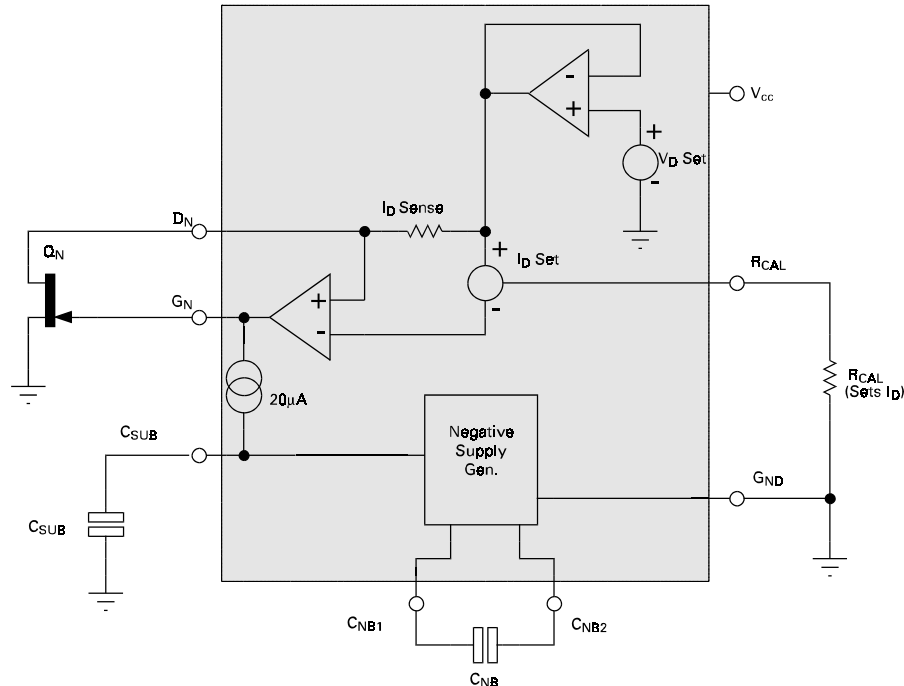 -
+
VCC
+
VD Set
-
ID Sense
DN
QN
+
ID Set
-
RCAL
GN
+
-
RCAL
(Sets ID)
20µA
CSUB
Negative
Supply
Gen.
GND
CSUB
CNB1
CNB2
CNB